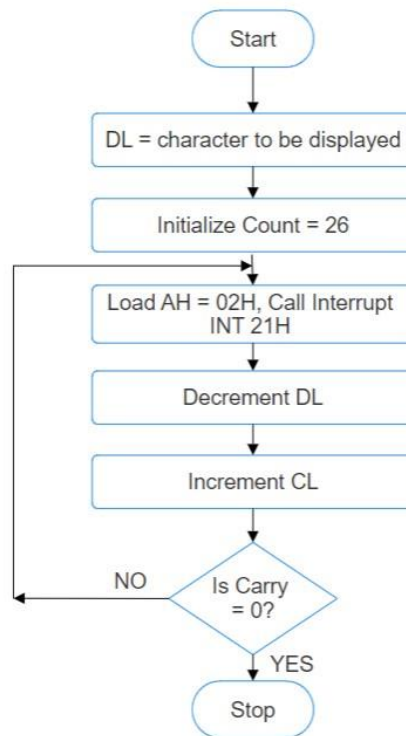 Start
DL = character to be displayed
Initialize Count = 26
Load AH = 02H, Call Interrupt
INT 21H
Decrement DL
Increment CL
Is Carry
= 0?
NO
YES
Stop